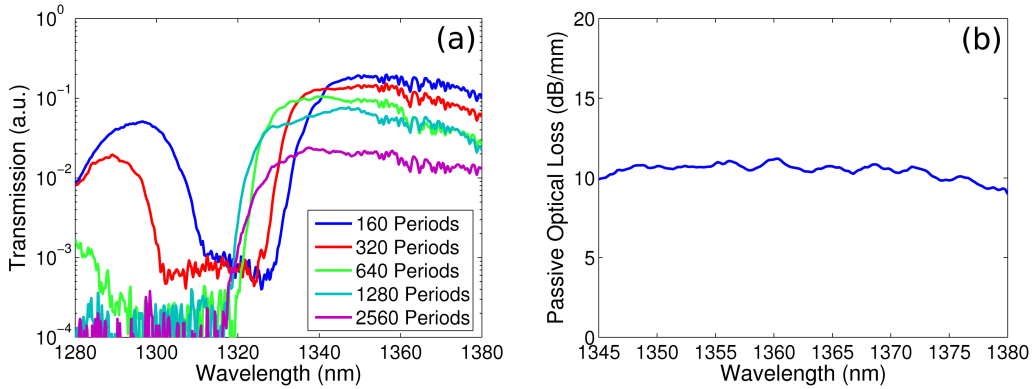 (a)
Transmission (a.u.)
10^0
10^-1
10^-2
10^-3
10^-4
160 Periods
320 Periods
640 Periods
1280 Periods
2560 Periods
1280 1300 1320 1340 1360 1380
Wavelength (nm)
(b)
Passive Optical Loss (dB/mm)
20
15
10
5
0
1345 1350 1355 1360 1365 1370 1375 1380
Wavelength (nm)